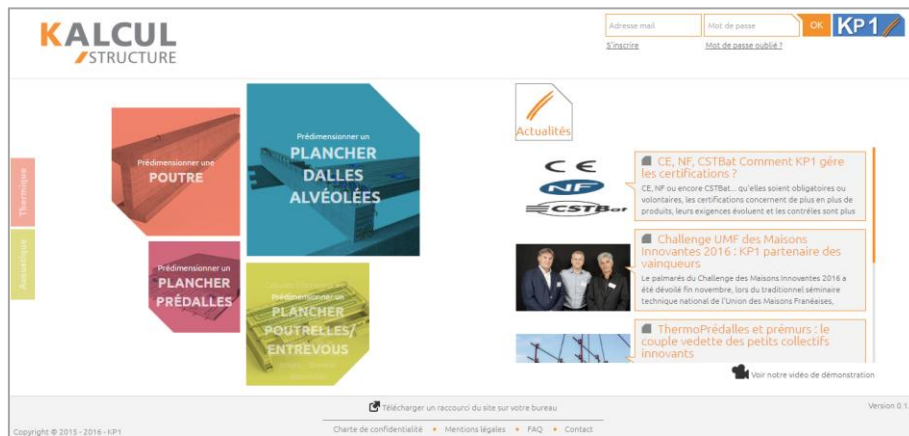 KALCUL
STRUCTURE
Adresse mail
Mot de passe
OK
KP1
S'inscrire
Mot de passe oublié ?
Thermique
Acoustique
Prédimensionner une
POUTRE
Prédimensionner un
PLANCHER
DALLES
ALVÉOLÉES
Prédimensionner un
PLANCHER
PRÉDALLES
Prédimensionner un
PLANCHER
POUTRELLES/
ENTREVOUS
Actualités
CE
NF
CSTBat
CE, NF, CSTBat Comment KP1 gére
les certifications ?
CE, NF ou encore CSTBat... qu'elles soient obligatoires ou
volontaires, les certifications concernent de plus en plus de
produits, leurs exigences évoluent et les contrôles sont plus
Challenge UMF des Maisons
Innovantes 2016 : KP1 partenaire des
vainqueurs
Le palmarés du Challenge des Maisons Innovantes 2016 a
été dévoilé fin novembre, lors du traditionnel séminaire
technique national de l'Union des Maisons Franéaises,
ThermoPrédalles et prémurs : le
couple vedette des petits collectifs
innovants
Voir notre vidéo de démonstration
Télécharger un raccourci du site sur votre bureau
Version 0.1
Copyright © 2015 - 2016 - KP1
Charte de confidentialité • Mentions légales • FAQ • Contact